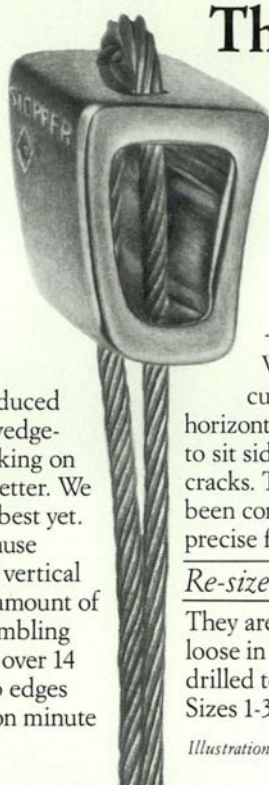 Th
STOPPER
duced
wedge-
king on
etter. We
best yet.
use
vertical
amount of
mbling
over 14
edges
on minute
cu
horizont
to sit sid
cracks. T
been con
precise f
Re-size
They are
loose in
drilled to
Sizes 1-3
Illustration